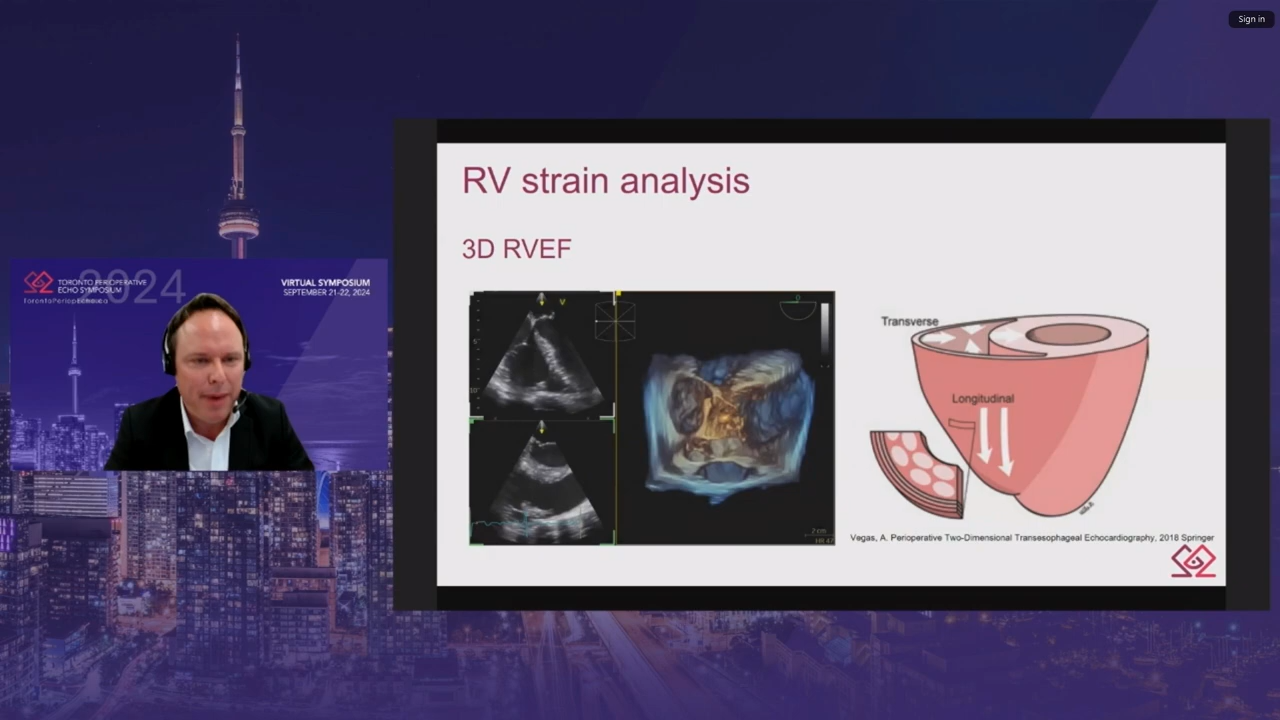 Sign in
2024
TORONTO PERIOPERATIVE
ECHO SYMPOSIUM
VIRTUAL SYMPOSIUM
SEPTEMBER 21-22, 2024
RV strain analysis
3D RVEF
V
Transverse
Longitudinal
Vegas, A. Perioperative Two-Dimensional Transesophageal Echocardiography, 2018 Springer